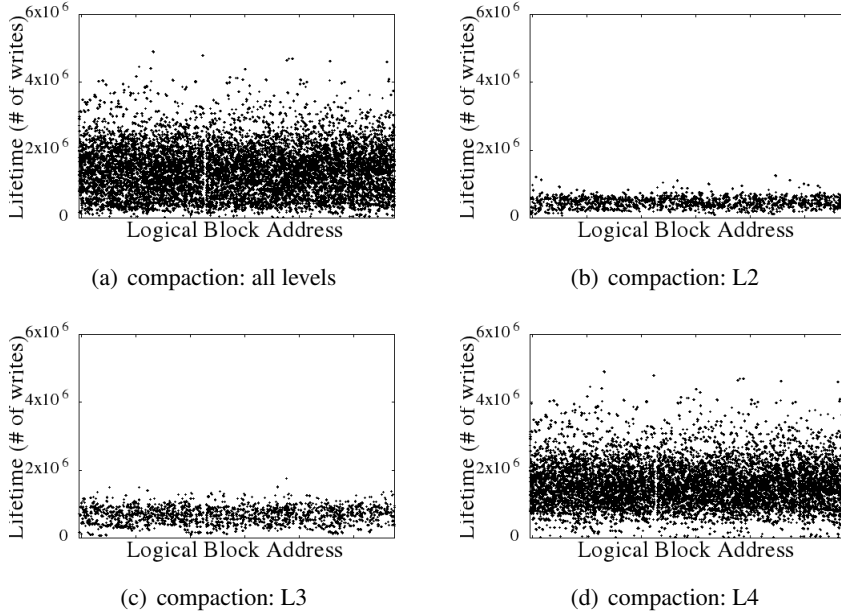 6x10^6
4x10^6
2x10^6
0
Lifetime (# of writes)
Logical Block Address
(a) compaction: all levels
6x10^6
4x10^6
2x10^6
0
Lifetime (# of writes)
Logical Block Address
(b) compaction: L2
6x10^6
4x10^6
2x10^6
0
Lifetime (# of writes)
Logical Block Address
(c) compaction: L3
6x10^6
4x10^6
2x10^6
0
Lifetime (# of writes)
Logical Block Address
(d) compaction: L4